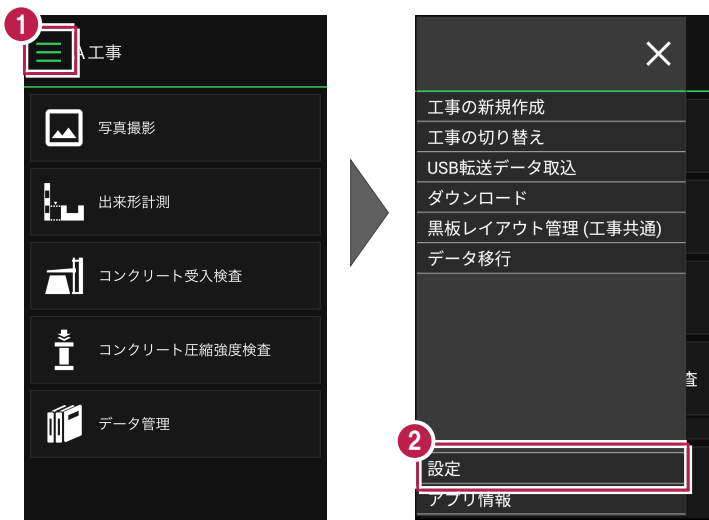 1
A工事
写真撮影
出来形計測
コンクリート受入検査
コンクリート圧縮強度検査
データ管理
工事の新規作成
工事の切り替え
USB転送データ取込
ダウンロード
黒板レイアウト管理 (工事共通)
データ移行
査
2
設定
アプリ情報